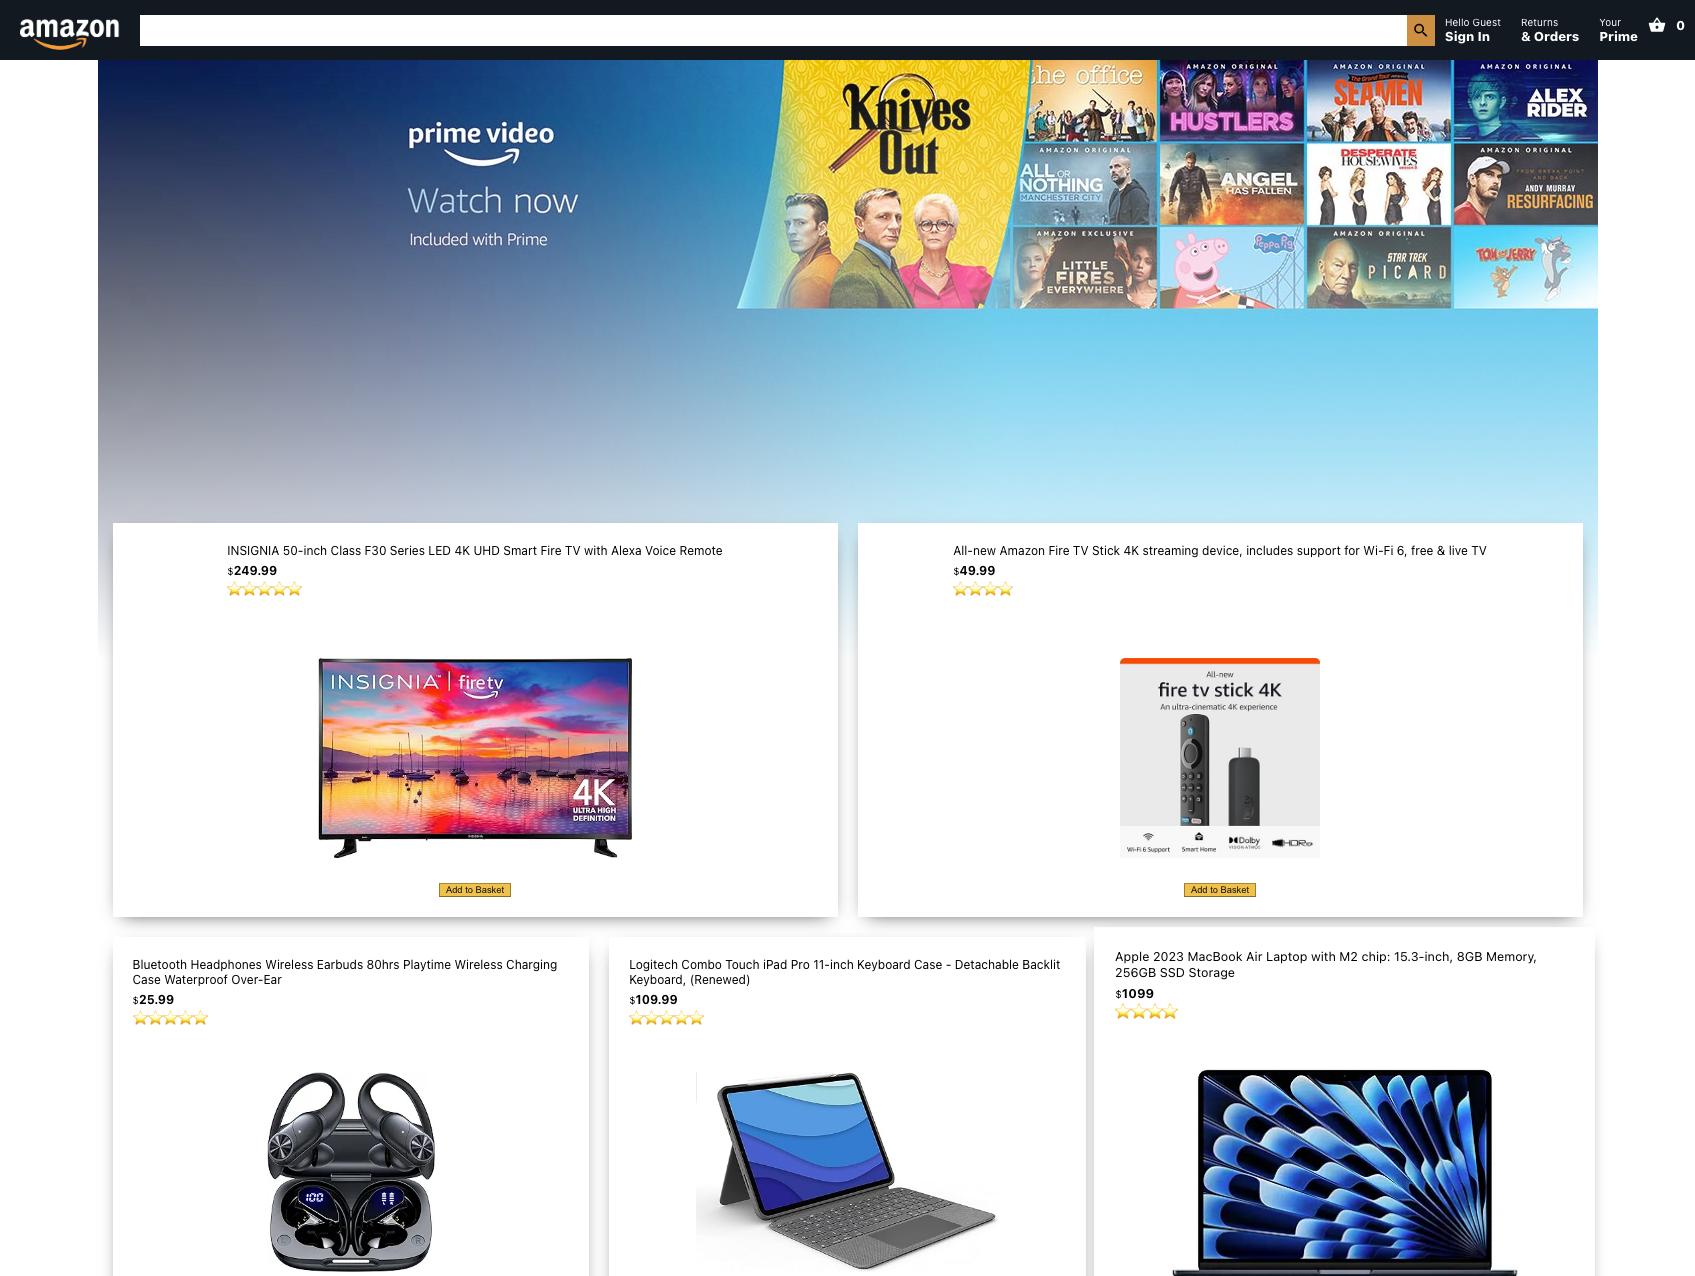 amazon
Hello Guest
Sign In
Returns
& Orders
Your
Prime
0
prime video
Watch now
Included with Prime
Knives
Out
the office
AMAZON ORIGINAL
HUSTLERS
AMAZON ORIGINAL
The Grand Tour
SEAMEN
AMAZON ORIGINAL
ALEX
RIDER
AMAZON ORIGINAL
ALL OR
NOTHING
MANCHESTER CITY
ANGEL
HAS FALLEN
DESPERATE
HOUSEWIVES
AMAZON ORIGINAL
FROM BREAK POINT
AND BACK
ANDY MURRAY
RESURFACING
AMAZON EXCLUSIVE
LITTLE
FIRES
EVERYWHERE
Peppa Pig
AMAZON ORIGINAL
STAR TREK
PICARD
TOM and JERRY
INSIGNIA 50-inch Class F30 Series LED 4K UHD Smart Fire TV with Alexa Voice Remote
$249.99
INSIGNIA | fire tv
4K
ULTRA HIGH
DEFINITION
Add to Basket
All-new Amazon Fire TV Stick 4K streaming device, includes support for Wi-Fi 6, free & live TV
$49.99
All-new
fire tv stick 4K
An ultra-cinematic 4K experience
Wi-Fi 6 Support
Smart Home
Dolby
VISION·ATMOS
HDR
Add to Basket
Bluetooth Headphones Wireless Earbuds 80hrs Playtime Wireless Charging
Case Waterproof Over-Ear
$25.99
100
L
R
Logitech Combo Touch iPad Pro 11-inch Keyboard Case - Detachable Backlit
Keyboard, (Renewed)
$109.99
Apple 2023 MacBook Air Laptop with M2 chip: 15.3-inch, 8GB Memory,
256GB SSD Storage
$1099